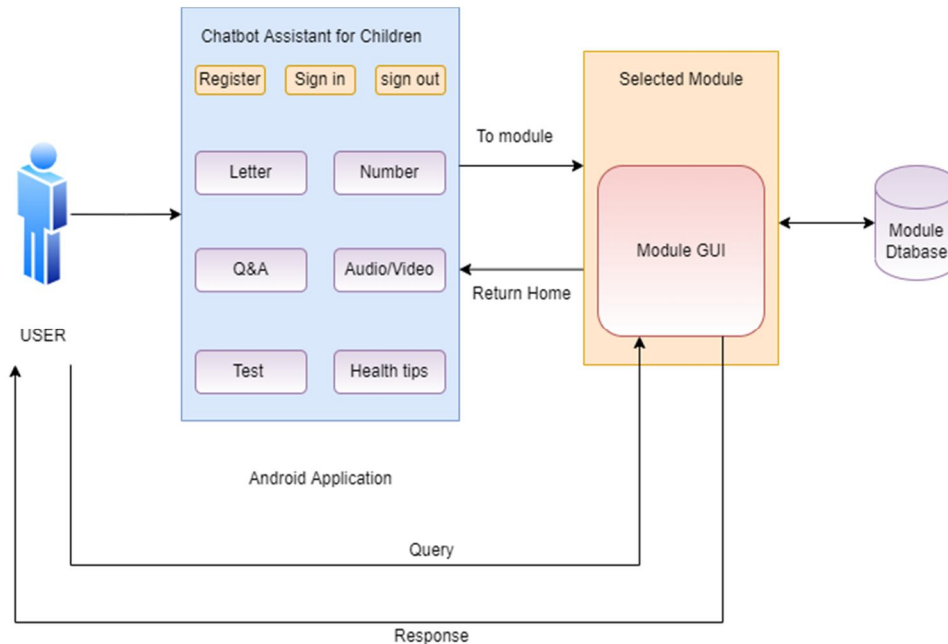 Chatbot Assistant for Children
Register
Sign in
sign out
Selected Module
To module
Letter
Number
Module GUI
Module
Dtabase
Q&A
Audio/Video
Return Home
USER
Test
Health tips
Android Application
Query
Response